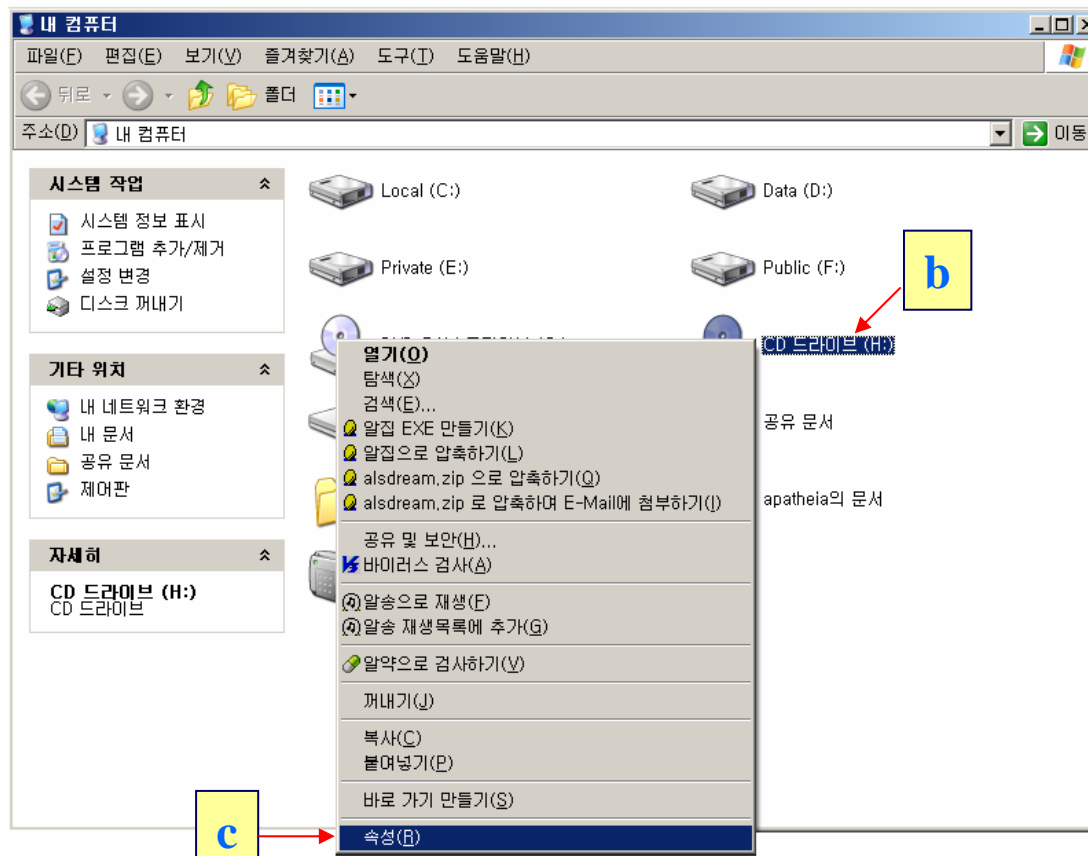 내 컴퓨터
파일(F) 편집(E) 보기(V) 즐겨찾기(A) 도구(T) 도움말(H)
뒤로 폴더
주소(D) 내 컴퓨터 이동
시스템 작업
시스템 정보 표시
프로그램 추가/제거
설정 변경
디스크 꺼내기
기타 위치
내 네트워크 환경
내 문서
공유 문서
제어판
자세히
CD 드라이브 (H:)
CD 드라이브
Local (C:)
Data (D:)
Private (E:)
Public (F:)
b
CD 드라이브 (H:)
공유 문서
apatheia의 문서
열기(O)
탐색(X)
검색(E)...
알집 EXE 만들기(K)
알집으로 압축하기(L)
alsdream.zip 으로 압축하기(Q)
alsdream.zip 로 압축하여 E-Mail에 첨부하기(I)
공유 및 보안(H)...
바이러스 검사(A)
알송으로 재생(F)
알송 재생목록에 추가(G)
알약으로 검사하기(V)
꺼내기(J)
복사(C)
붙여넣기(P)
바로 가기 만들기(S)
c
속성(R)